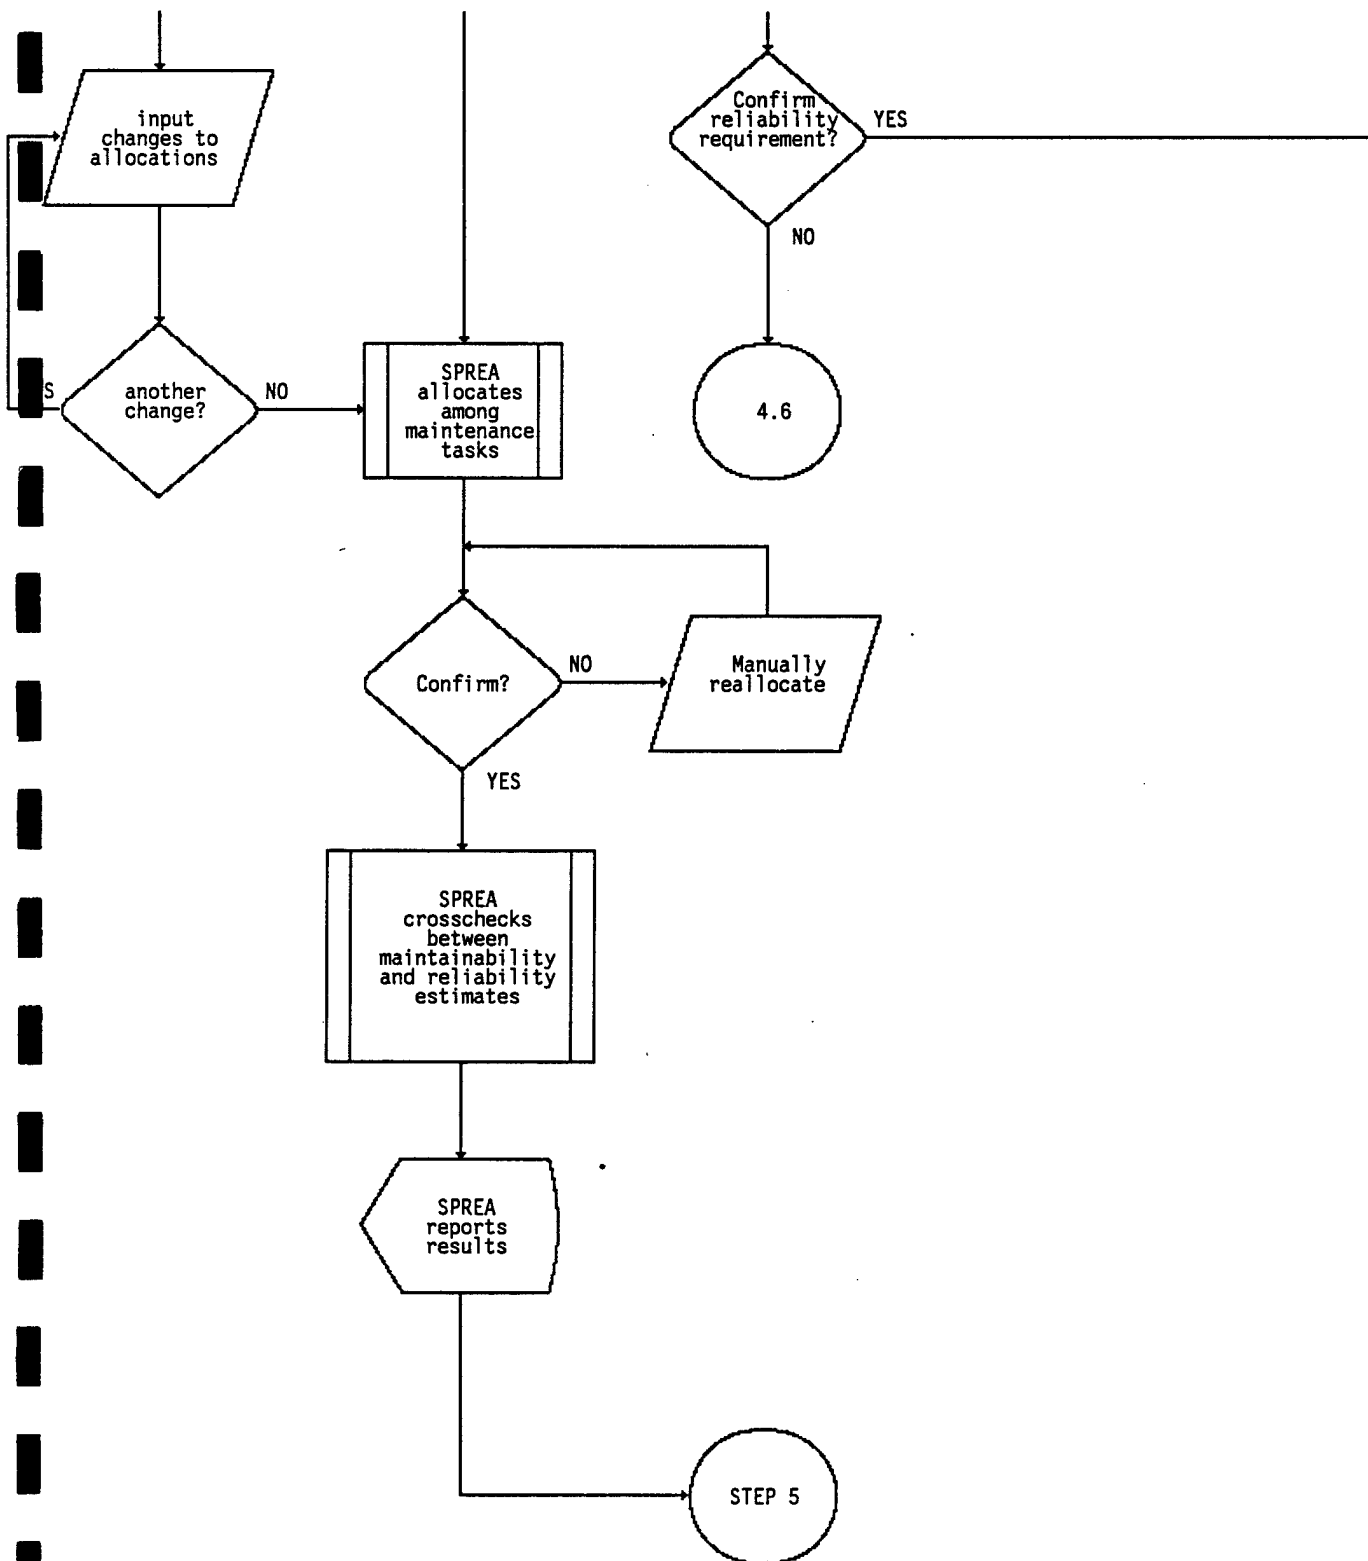 input
changes to
allocations
Confirm
reliability
requirement?
YES
NO
another
change?
NO
SPREA
allocates
among
maintenance
tasks
4.6
Confirm?
NO
Manually
reallocate
YES
SPREA
crosschecks
between
maintainability
and reliability
estimates
SPREA
reports
results
STEP 5